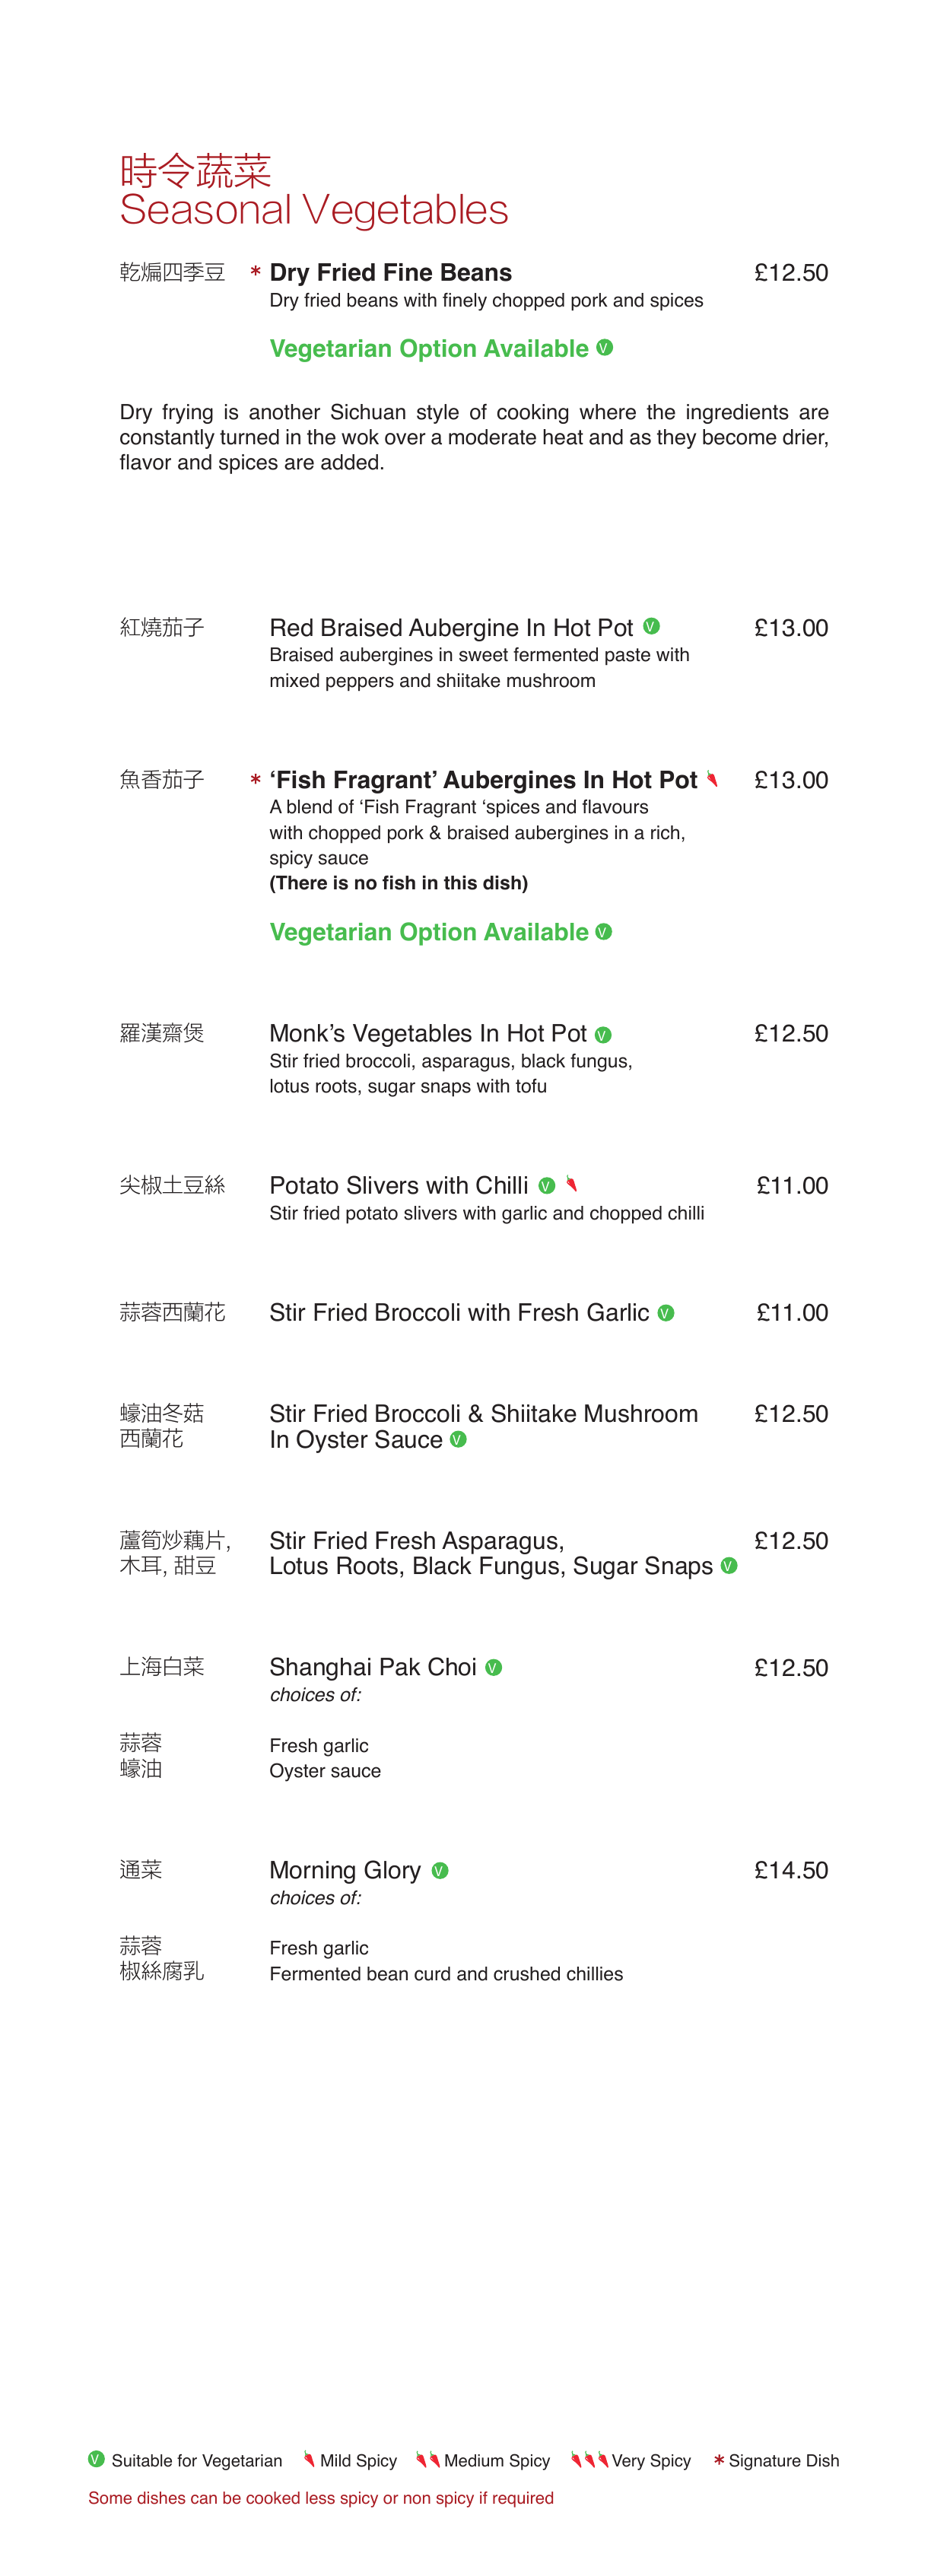 時令蔬菜
Seasonal Vegetables
乾煸四季豆 * Dry Fried Fine Beans £12.50
Dry fried beans with finely chopped pork and spices
Vegetarian Option Available V
Dry frying is another Sichuan style of cooking where the ingredients are
constantly turned in the wok over a moderate heat and as they become drier,
flavor and spices are added.
紅燒茄子 Red Braised Aubergine In Hot Pot V £13.00
Braised aubergines in sweet fermented paste with
mixed peppers and shiitake mushroom
魚香茄子 * ‘Fish Fragrant’ Aubergines In Hot Pot £13.00
A blend of ‘Fish Fragrant ‘spices and flavours
with chopped pork & braised aubergines in a rich,
spicy sauce
(There is no fish in this dish)
Vegetarian Option Available V
羅漢齋煲 Monk’s Vegetables In Hot Pot V £12.50
Stir fried broccoli, asparagus, black fungus,
lotus roots, sugar snaps with tofu
尖椒土豆絲 Potato Slivers with Chilli V £11.00
Stir fried potato slivers with garlic and chopped chilli
蒜蓉西蘭花 Stir Fried Broccoli with Fresh Garlic V £11.00
蠔油冬菇 Stir Fried Broccoli & Shiitake Mushroom £12.50
西蘭花 In Oyster Sauce V
蘆筍炒藕片, Stir Fried Fresh Asparagus, £12.50
木耳, 甜豆 Lotus Roots, Black Fungus, Sugar Snaps V
上海白菜 Shanghai Pak Choi V £12.50
choices of:
蒜蓉 Fresh garlic
蠔油 Oyster sauce
通菜 Morning Glory V £14.50
choices of:
蒜蓉 Fresh garlic
椒絲腐乳 Fermented bean curd and crushed chillies
V Suitable for Vegetarian Mild Spicy Medium Spicy Very Spicy * Signature Dish
Some dishes can be cooked less spicy or non spicy if required